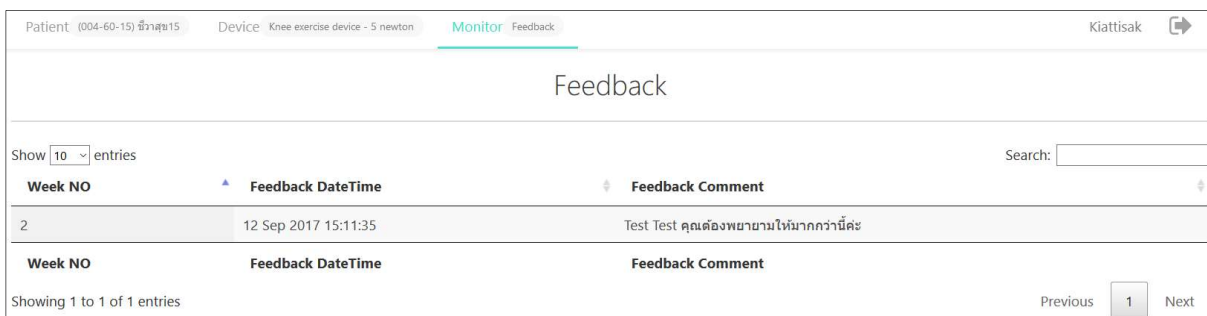 Patient (004-60-15) ชีวาสุข15 Device Knee exercise device - 5 newton Monitor Feedback Kiattisak
Feedback
Show 10 entries Search:
Week NO Feedback DateTime Feedback Comment
2 12 Sep 2017 15:11:35 Test Test คุณต้องพยายามให้มากกว่านี้ค่ะ
Week NO Feedback DateTime Feedback Comment
Showing 1 to 1 of 1 entries Previous 1 Next